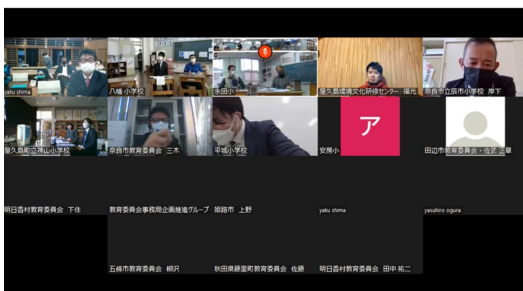 yaku shima
八幡 小学校
永田小
屋久島環境文化研修センター 福元
奈良市立辰市小学校 岸下
屋久島町立神山小学校
奈良市教育委員会 三木
平城小学校
ア
安房小
田辺市教育委員会・佐武 正章
明日香村教育委員会 下住
教育委員会事務局企画推進グループ
姫路市 上野
yaku shima
yasuhiro ogura
五條市教育委員会 柳沢
秋田県藤里町教育委員会 佐藤
明日香村教育委員会 田中 祐二